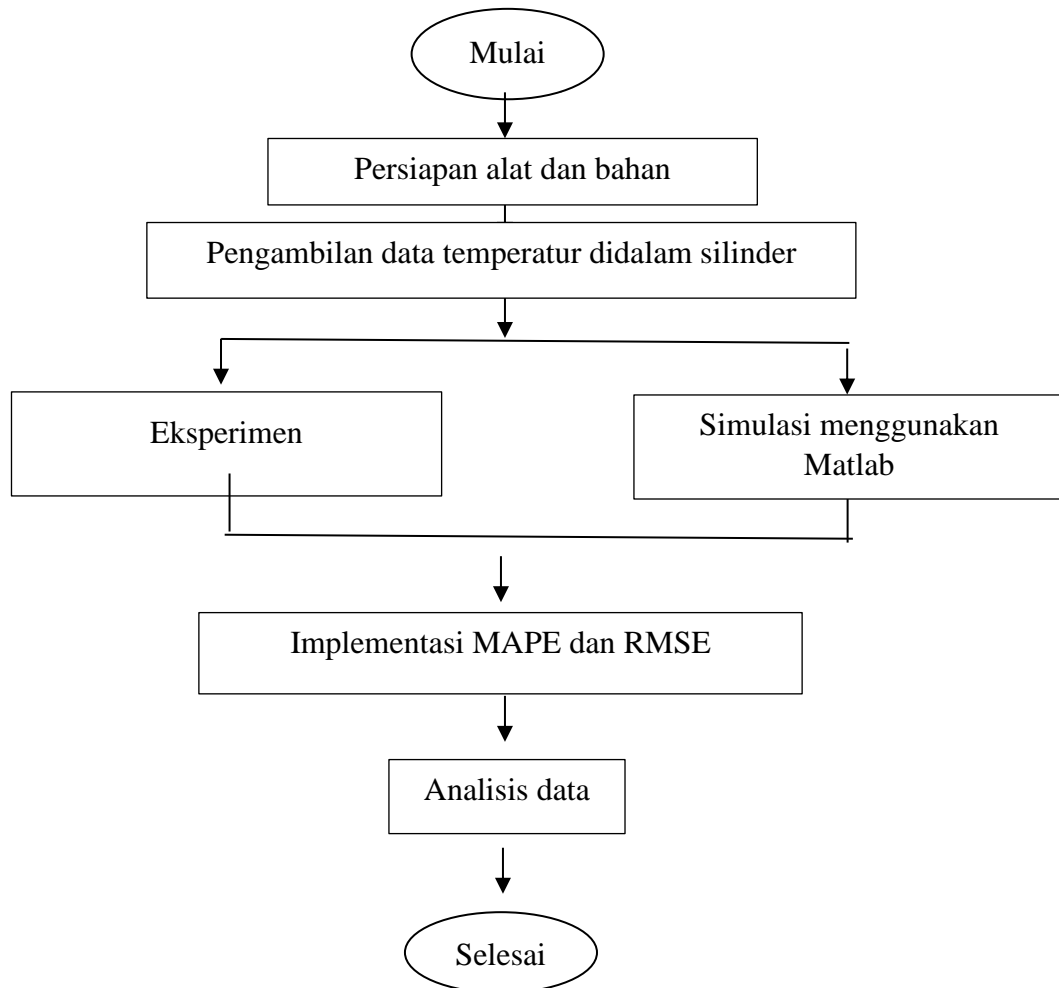 Mulai
Persiapan alat dan bahan
Pengambilan data temperatur didalam silinder
Eksperimen
Simulasi menggunakan
Matlab
Implementasi MAPE dan RMSE
Analisis data
Selesai